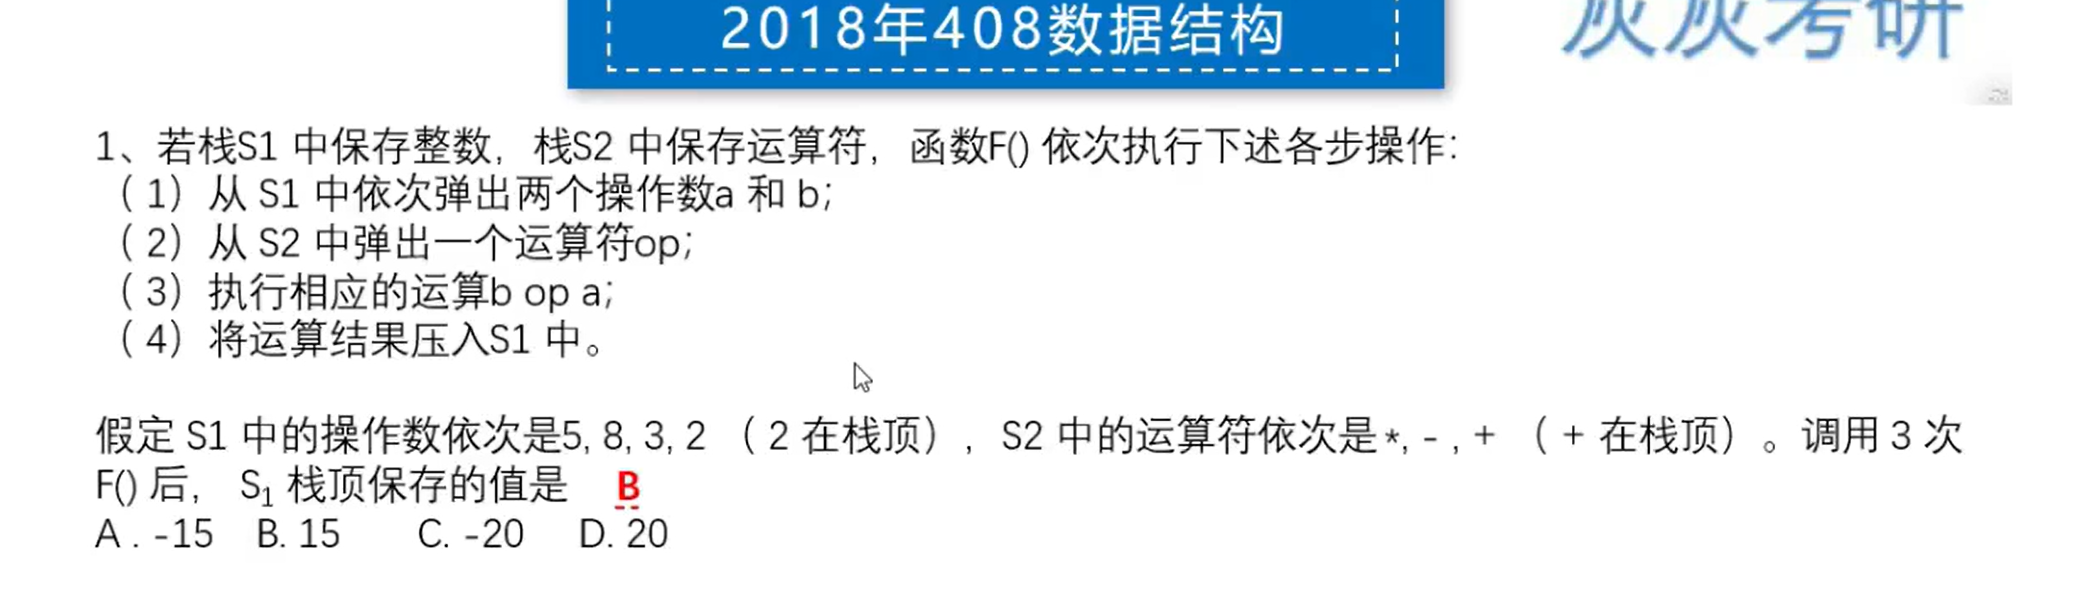 2018年408数据结构
灰灰考研
1、若栈S1 中保存整数，栈S2 中保存运算符，函数F() 依次执行下述各步操作：
（ 1）从 S1 中依次弹出两个操作数a 和 b；
（ 2）从 S2 中弹出一个运算符op；
（ 3）执行相应的运算b op a；
（ 4）将运算结果压入S1 中。
假定 S1 中的操作数依次是5, 8, 3, 2 （ 2 在栈顶），S2 中的运算符依次是*, - , + （ + 在栈顶）。调用 3 次
F() 后， S₁ 栈顶保存的值是 B
A . -15 B. 15 C. -20 D. 20